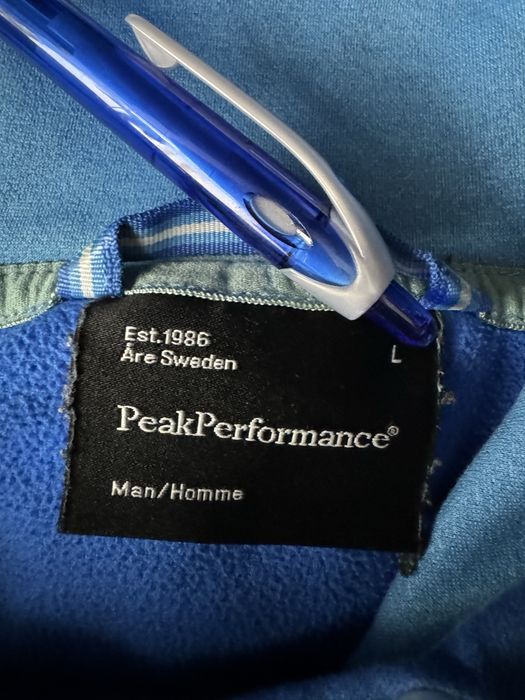 Est.1986
Åre Sweden
L
PeakPerformance®
Man/Homme